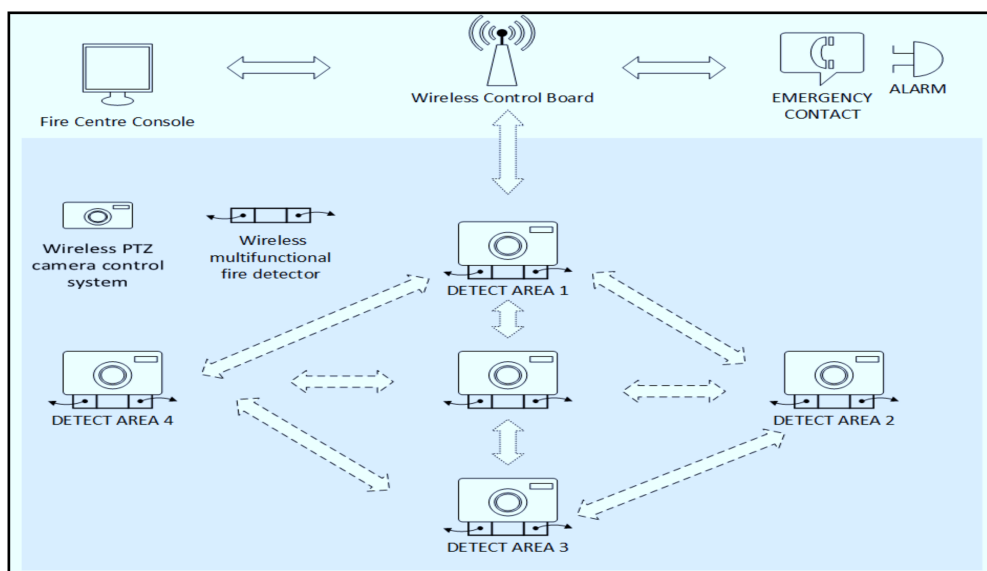 Fire Centre Console
Wireless Control Board
EMERGENCY
CONTACT
ALARM
Wireless PTZ
camera control
system
Wireless
multifunctional
fire detector
DETECT AREA 1
DETECT AREA 4
DETECT AREA 2
DETECT AREA 3